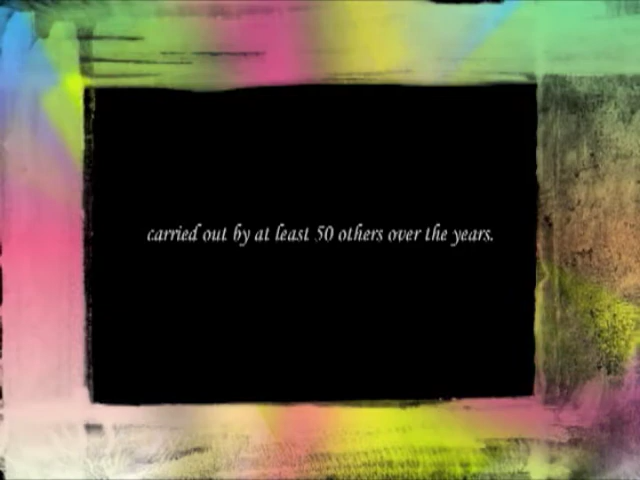 carried out by at least 50 others over the years.